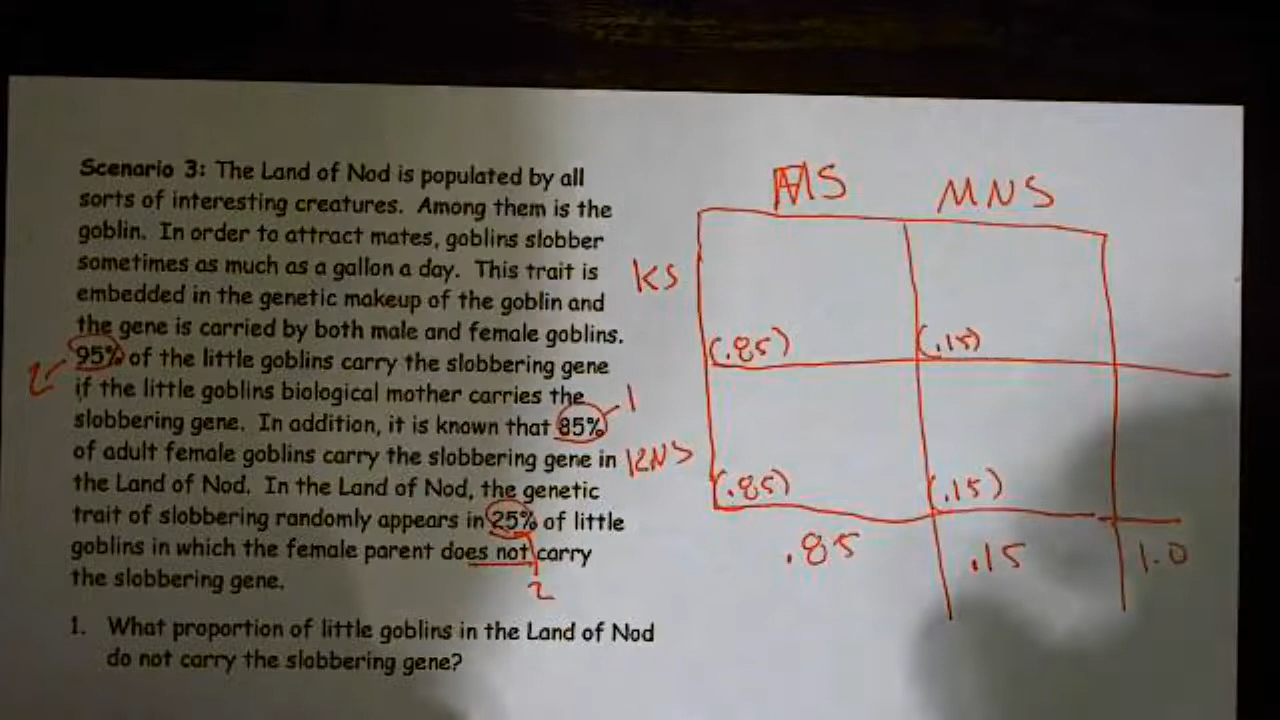 Scenario 3: The Land of Nod is populated by all
sorts of interesting creatures. Among them is the
goblin. In order to attract mates, goblins slobber
sometimes as much as a gallon a day. This trait is
embedded in the genetic makeup of the goblin and
the gene is carried by both male and female goblins.
95% of the little goblins carry the slobbering gene
if the little goblins biological mother carries the
slobbering gene. In addition, it is known that 85%
of adult female goblins carry the slobbering gene in
the Land of Nod. In the Land of Nod, the genetic
trait of slobbering randomly appears in 25% of little
goblins in which the female parent does not carry
the slobbering gene.
1. What proportion of little goblins in the Land of Nod
do not carry the slobbering gene?
2
1
2
MS MNS
KS
(.85) (.15)
KNS
(.85) (.15)
.85 .15 1.0